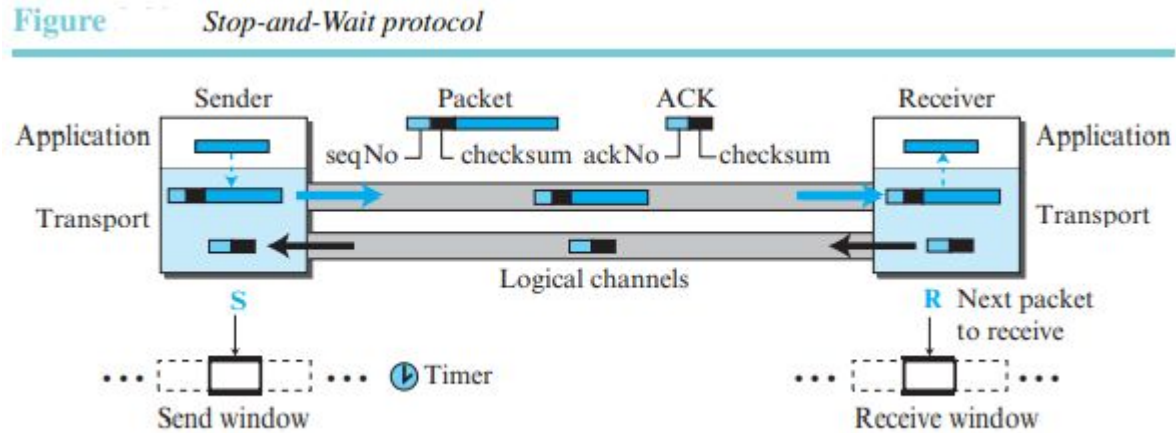 Figure Stop-and-Wait protocol
Sender Packet ACK Receiver
Application Application
seqNo checksum ackNo checksum
Transport Transport
Logical channels
S R Next packet
to receive
••• ••• Timer ••• •••
Send window Receive window